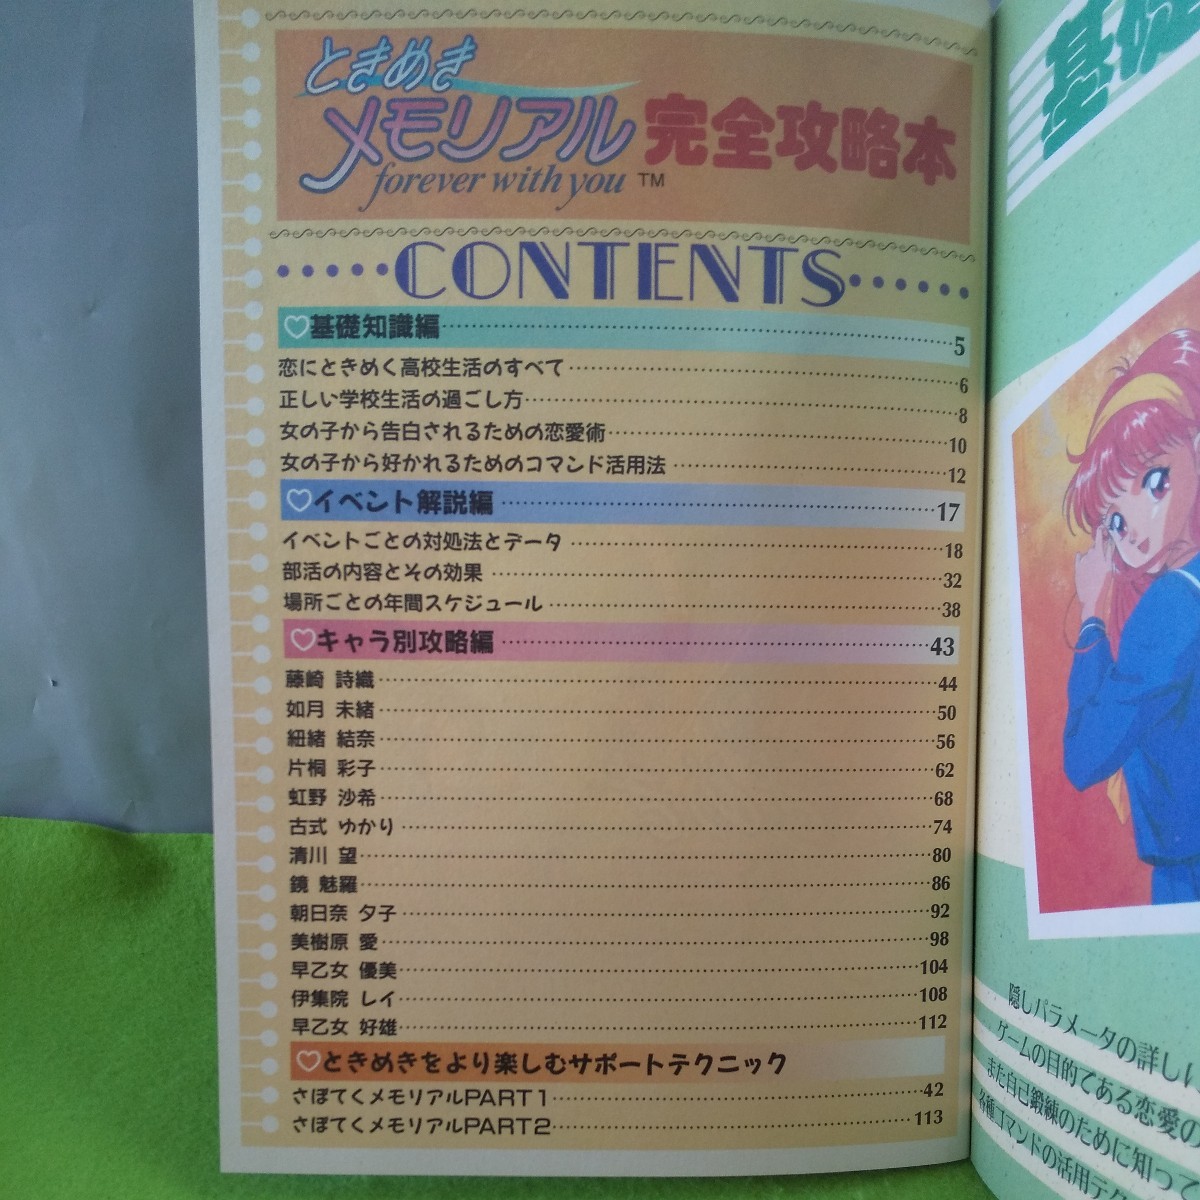 ときめき
メモリアル 完全攻略本
forever with you TM
CONTENTS
♡基礎知識編 5
恋にときめく高校生活のすべて 6
正しい学校生活の過ごし方 8
女の子から告白されるための恋愛術 10
女の子から好かれるためのコマンド活用法 12
♡イベント解説編 17
イベントごとの対処法とデータ 18
部活の内容とその効果 32
場所ごとの年間スケジュール 38
♡キャラ別攻略編 43
藤崎 詩織 44
如月 未緒 50
紐緒 結奈 56
片桐 彩子 62
虹野 沙希 68
古式 ゆかり 74
清川 望 80
鏡 魅羅 86
朝日奈 夕子 92
美樹原 愛 98
早乙女 優美 104
伊集院 レイ 108
早乙女 好雄 112
♡ときめきをより楽しむサポートテクニック
さぽてくメモリアルPART1 42
さぽてくメモリアルPART2 113
基礎
隠しパラメータの詳しい
ゲームの目的である恋愛の
また自己鍛練のために知って
各種コマンドの活用テ